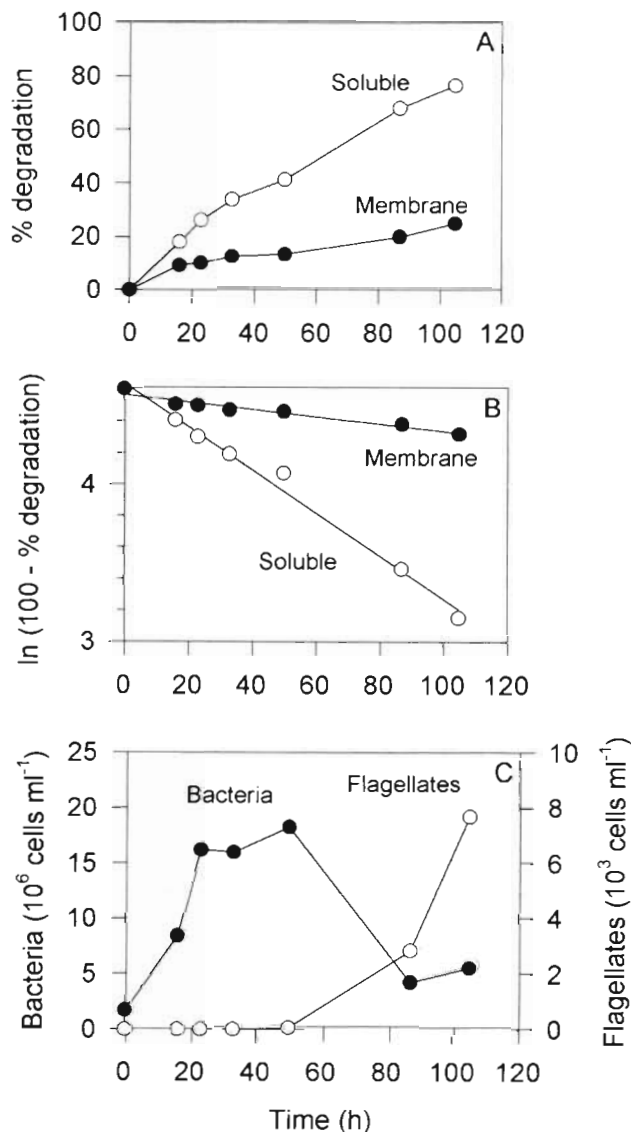 A
100
80
60
40
20
0
% degradation
Soluble
Membrane
0 20 40 60 80 100 120
B
4
3
ln (100 - % degradation)
Membrane
Soluble
0 20 40 60 80 100 120
C
25
20
15
10
5
0
Bacteria (10⁶ cells ml⁻¹)
Bacteria
Flagellates
10
8
6
4
2
0
Flagellates (10³ cells ml⁻¹)
0 20 40 60 80 100 120
Time (h)